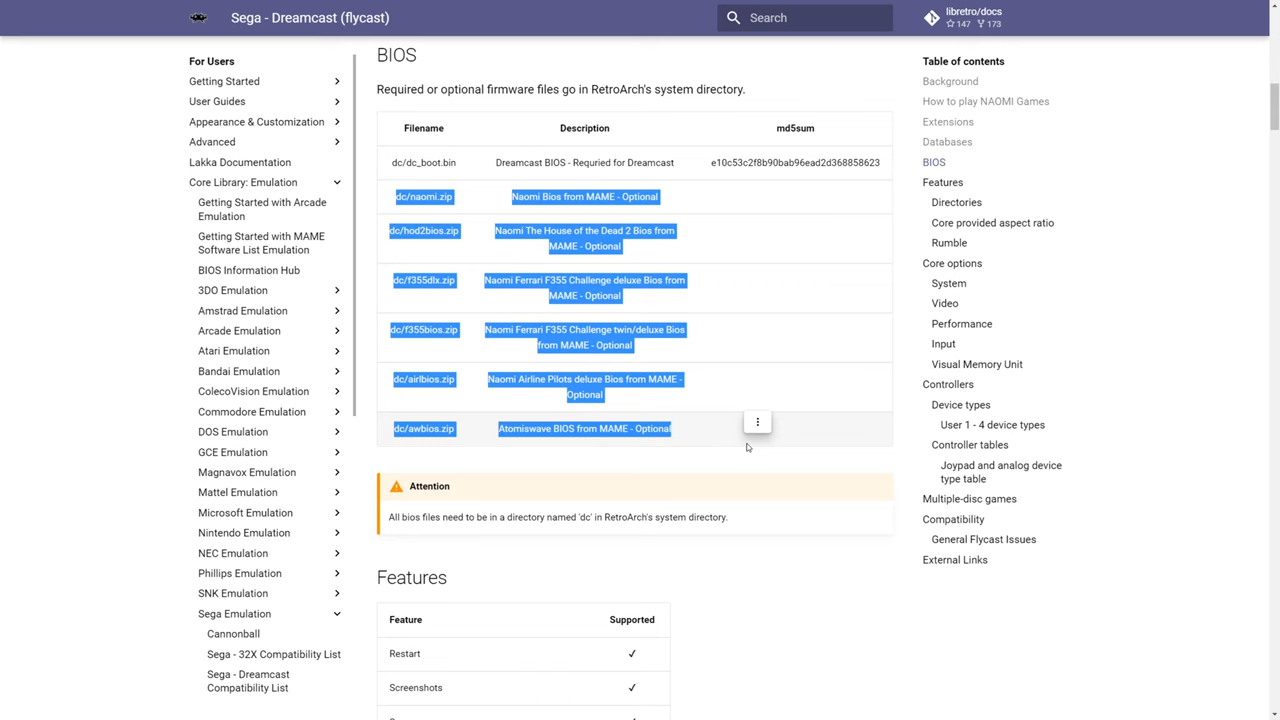 Sega - Dreamcast (flycast)
Search
libretro/docs
147 173
For Users
Getting Started
User Guides
Appearance & Customization
Advanced
Lakka Documentation
Core Library: Emulation
Getting Started with Arcade
Emulation
Getting Started with MAME
Software List Emulation
BIOS Information Hub
3DO Emulation
Amstrad Emulation
Arcade Emulation
Atari Emulation
Bandai Emulation
ColecoVision Emulation
Commodore Emulation
DOS Emulation
GCE Emulation
Magnavox Emulation
Mattel Emulation
Microsoft Emulation
Nintendo Emulation
NEC Emulation
Phillips Emulation
SNK Emulation
Sega Emulation
Cannonball
Sega - 32X Compatibility List
Sega - Dreamcast
Compatibility List
BIOS
Required or optional firmware files go in RetroArch's system directory.
Filename Description md5sum
dc/dc_boot.bin Dreamcast BIOS - Requried for Dreamcast e10c53c2f8b90bab96ead2d368858623
dc/naomi.zip Naomi Bios from MAME - Optional
dc/hod2bios.zip Naomi The House of the Dead 2 Bios from
MAME - Optional
dc/f355dlx.zip Naomi Ferrari F355 Challenge deluxe Bios from
MAME - Optional
dc/f355bios.zip Naomi Ferrari F355 Challenge twin/deluxe Bios
from MAME - Optional
dc/airlbios.zip Naomi Airline Pilots deluxe Bios from MAME -
Optional
dc/awbios.zip Atomiswave BIOS from MAME - Optional
Attention
All bios files need to be in a directory named 'dc' in RetroArch's system directory.
Features
Feature Supported
Restart ✓
Screenshots ✓
Table of contents
Background
How to play NAOMI Games
Extensions
Databases
BIOS
Features
Directories
Core provided aspect ratio
Rumble
Core options
System
Video
Performance
Input
Visual Memory Unit
Controllers
Device types
User 1 - 4 device types
Controller tables
Joypad and analog device
type table
Multiple-disc games
Compatibility
General Flycast Issues
External Links